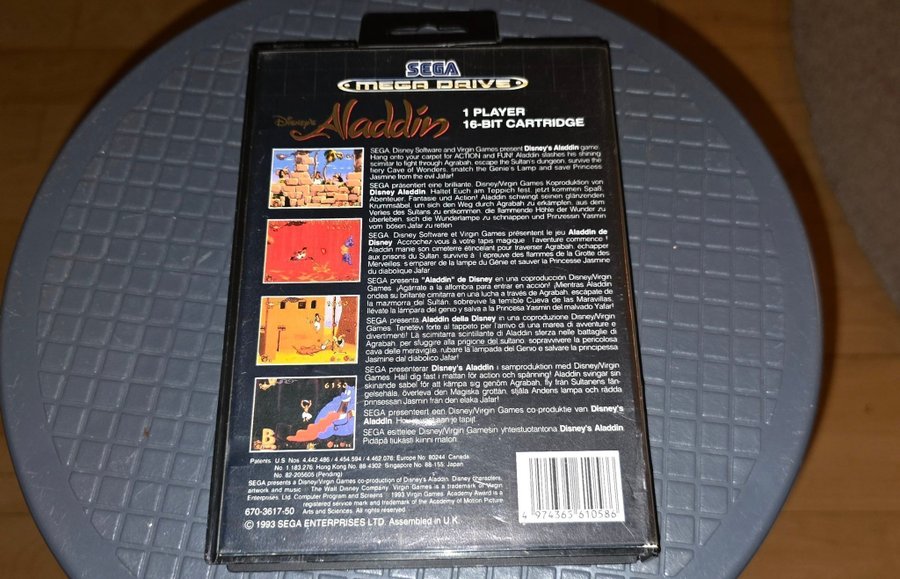 SEGA
MEGA DRIVE
Disney's Aladdin
1 PLAYER
16-BIT CARTRIDGE
SEGA, Disney Software and Virgin Games present Disney's Aladdin game.
Hang onto your carpet for ACTION and FUN! Aladdin slashes his shining
scimitar to fight through Agrabah, escape the Sultan's dungeon, survive the
fiery Cave of Wonders, snatch the Genie's Lamp and save Princess
Jasmine from the evil Jafar!
SEGA präsentiert eine brillante, Disney/Virgin Games Koproduktion von
Disney Aladdin. Haltet Euch am Teppich fest, jetzt kommen Spaß,
Abenteuer, Fantasie und Action! Aladdin schwingt seinen glänzenden
Krummsäbel, um sich den Weg durch Agrabah zu erkämpfen, aus dem
Verlies des Sultans zu entkommen, die flammende Höhle der Wunder zu
überleben, sich die Wunderlampe zu schnappen und Prinzessin Yasmin
vom bösen Jafar zu retten
SEGA, Disney Software et Virgin Games présentent le jeu Aladdin de
Disney Accrochez vous à votre tapis magique l'aventure commence!
Aladdin manie son cimeterre étincelant pour traverser Agrabah, échapper
aux prisons du Sultan, survivre à l'épreuve des flammes de la Grotte des
Merveilles, s'emparer de la lampe du Génie et sauver la Princesse Jasmine
du diabolique Jafar
SEGA presenta "Aladdin" de Disney en una coproducción Disney/Virgin
Games. ¡Agárrate a la alfombra para entrar en acción! ¡Mientras Aladdin
ondea su brillante cimitarra en una lucha a través de Agrabah, escápate de
la mazmorra del Sultán, sobrevive la temible Cueva de las Maravillas,
llévate la lámpara del genio y salva a la Princesa Yasmin del malvado Yafar!
SEGA presenta Aladdin della Disney in una coproduzione Disney/Virgin
Games. Tenetevi forte al tappeto per l'arrivo di una marea di avventure e
divertimenti! La scimitarra scintillante di Aladdin sferza nelle battaglie di
Agrabah, per sfuggire alla prigione del sultano, sopravvivere la pericolosa
cava delle meraviglie, rubare la lampada del Genio e salvare la principessa
Jasmine dal diabolico Jafar!
SEGA presenterar Disney's Aladdin i samproduktion med Disney/Virgin
Games. Håll dig fast i mattan för action och spänning! Aladdin svingar sin
skinande sabel för att kämpa sig genom Agrabah, fly från Sultanens fän-
gelsehåla, överleva den Magiska grottan, stjäla Andens lampa och rädda
prinsessan Jasmin från den elaka Jafar!
SEGA presenteert een Disney/Virgin Games co-produktie van Disney's
Aladdin. aan je tapijt
SEGA esittelee Disney/Virgin Gamesin yhteistuotantona Disney's Aladdin
Pidäpä tiukasti kiinni maton.
6150
Patents: U.S. Nos. 4,442,486 / 4,454,594 / 4,462,076; Europe No. 80244 Canada
No. 1,183,276; Hong Kong No. 88-4302; Singapore No. 88-155; Japan
No. 82-205605 (Pending)
SEGA presents a Disney/Virgin Games co-production of Disney's Aladdin. Disney characters,
artwork and music The Walt Disney Company. Virgin Games is a trademark of Virgin
Enterprises Ltd. Computer Program and Screens 1993 Virgin Games. Academy Award is a
registered service mark and trademark of the Academy of Motion Picture
Arts and Sciences. All rights reserved.
670-3617-50
© 1993 SEGA ENTERPRISES LTD. Assembled in U.K.
4 974365 610586